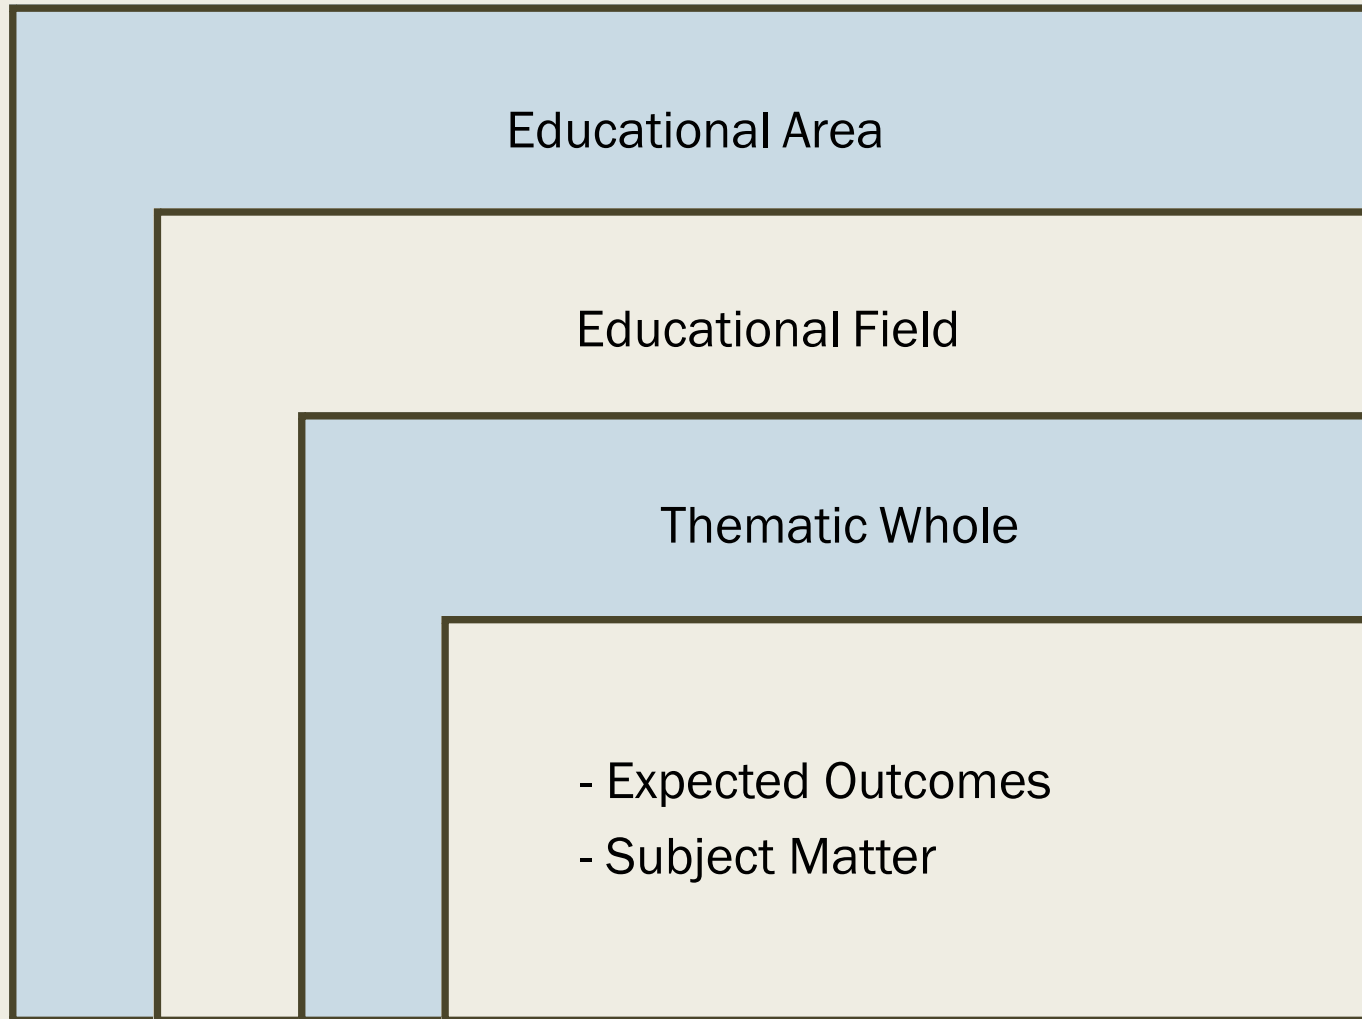 Educational Area
Educational Field
Thematic Whole
- Expected Outcomes
- Subject Matter